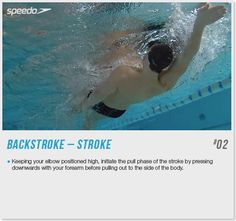 speedo
BACKSTROKE – STROKE #02
Keeping your elbow positioned high, initiate the pull phase of the stroke by pressing
downwards with your forearm before pulling out to the side of the body.